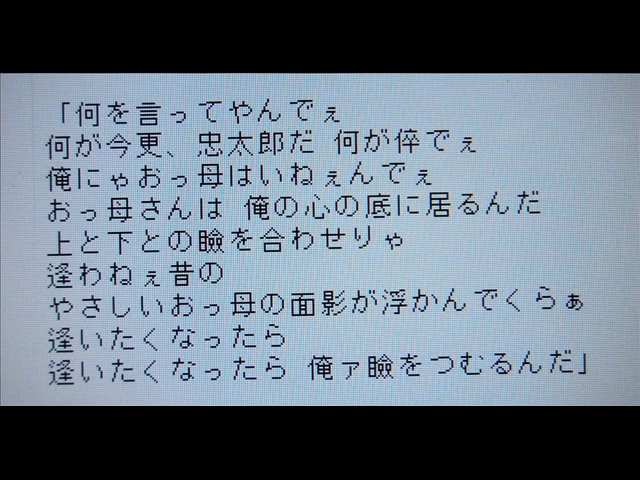 「何を言ってやんでぇ
何が今更、忠太郎だ 何が倅でぇ
俺にゃおっ母はいねぇんでぇ
おっ母さんは 俺の心の底に居るんだ
上と下との瞼を合わせりゃ
逢わねぇ昔の
やさしいおっ母の面影が浮かんでくらぁ
逢いたくなったら
逢いたくなったら 俺ァ瞼をつむるんだ」